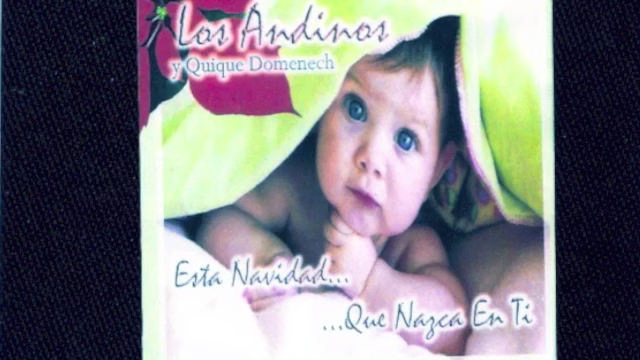 Los Andinos
y Quique Domenech
Esta Navidad...
...Que Nazca En Ti